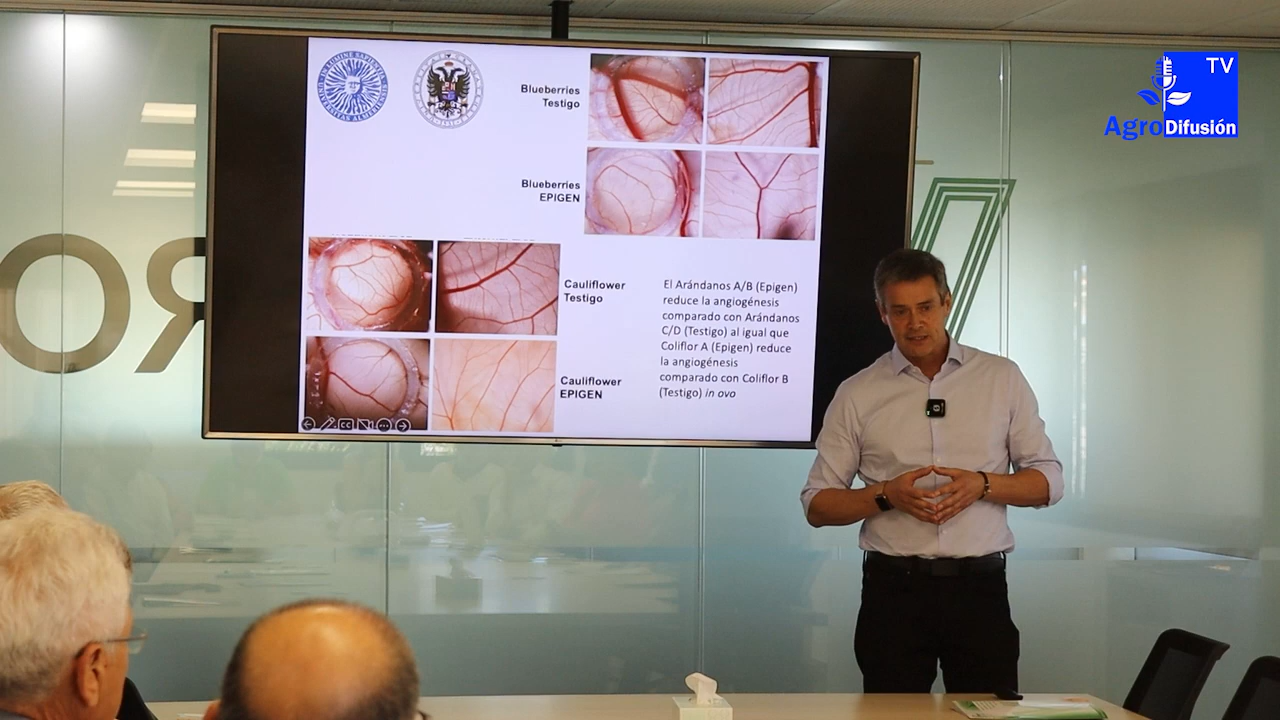 TV
AgroDifusión
Blueberries
Testigo
Blueberries
EPIGEN
Cauliflower
Testigo
Cauliflower
EPIGEN
El Arándanos A/B (Epigen)
reduce la angiogénesis
comparado con Arándanos
C/D (Testigo) al igual que
Coliflor A (Epigen) reduce
la angiogénesis
comparado con Coliflor B
(Testigo) in ovo